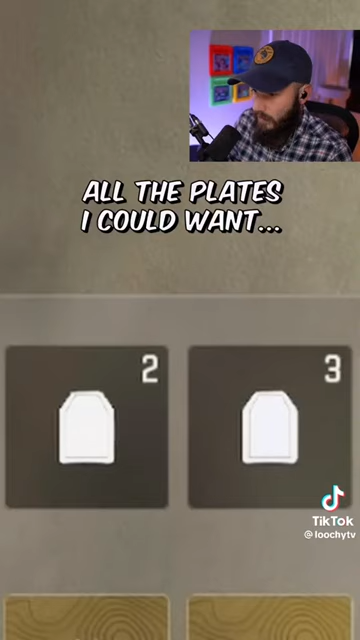 ALL THE PLATES
I COULD WANT...
2
3
TikTok
@ loochytv